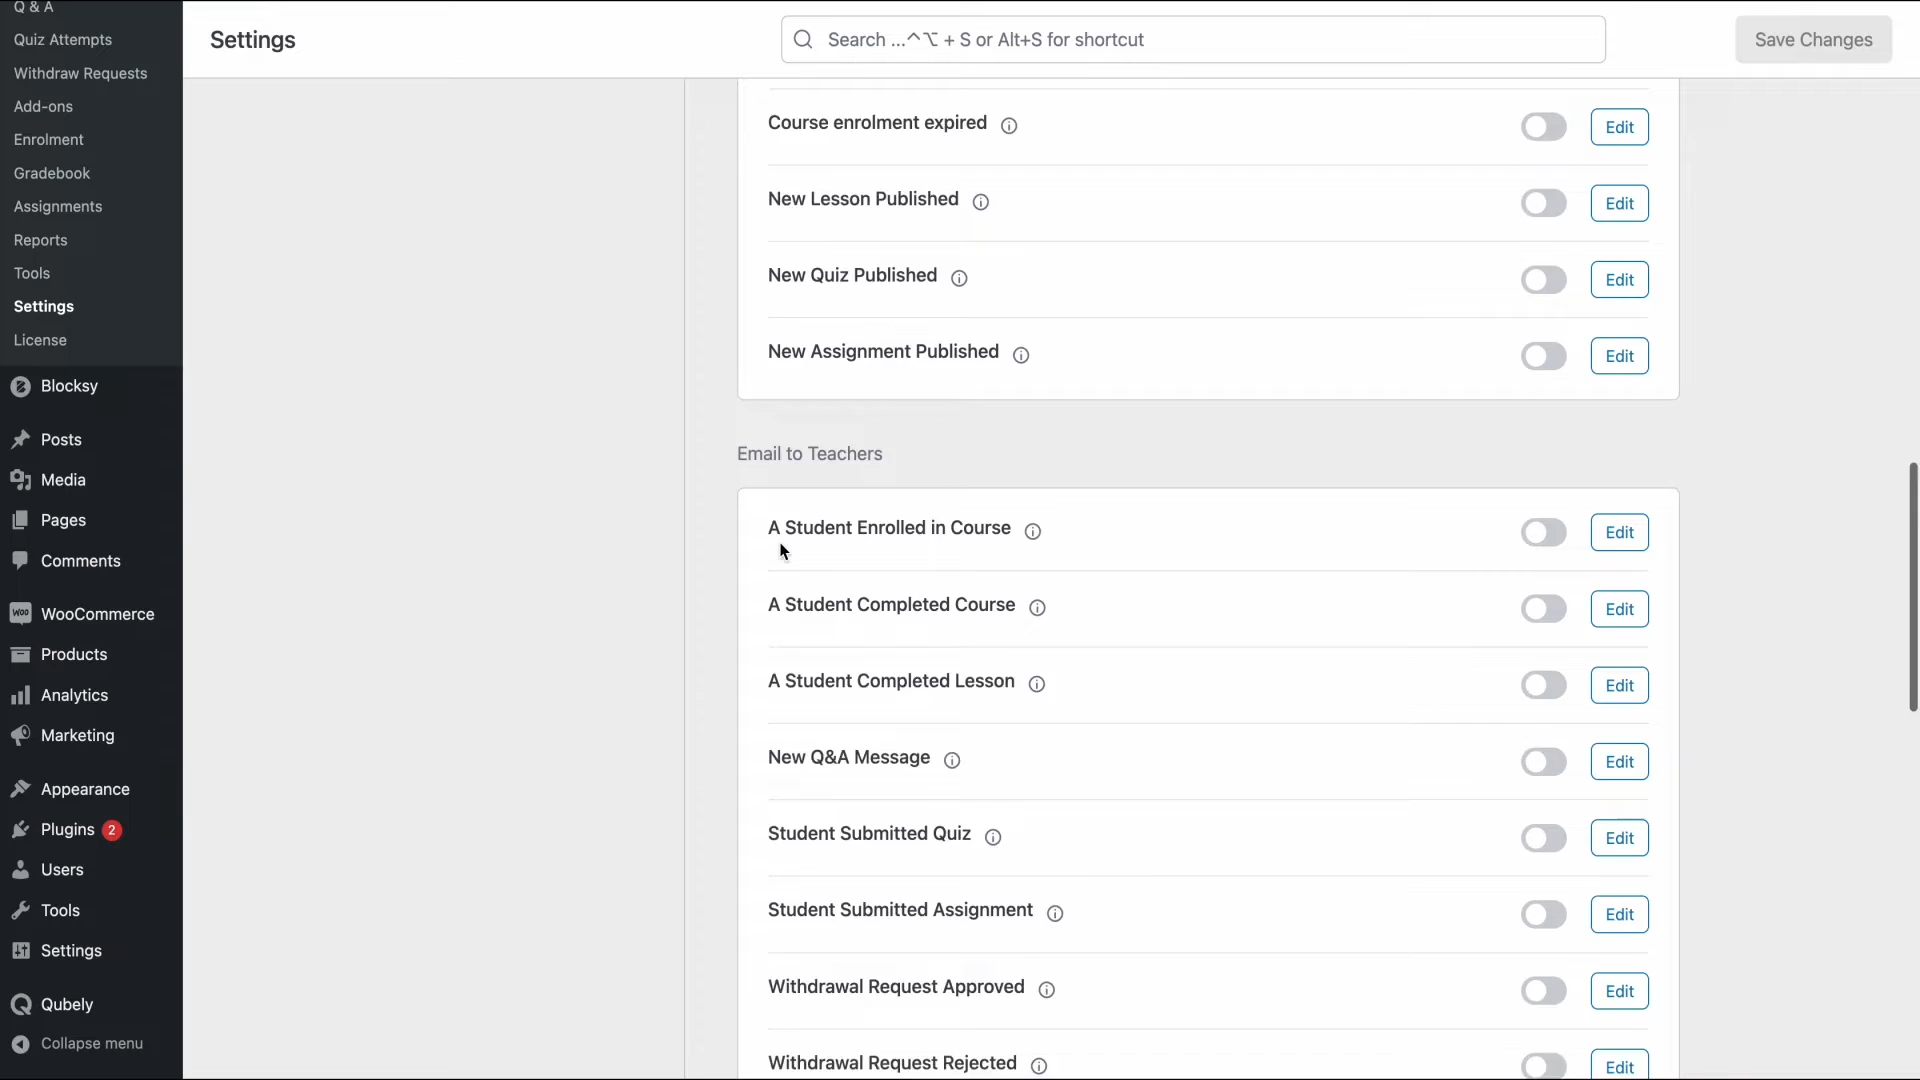 Q & A
Quiz Attempts
Withdraw Requests
Add-ons
Enrolment
Gradebook
Assignments
Reports
Tools
Settings
License
Blocksy
Posts
Media
Pages
Comments
WooCommerce
Products
Analytics
Marketing
Appearance
Plugins 2
Users
Tools
Settings
Qubely
Collapse menu
Settings
Search ...^⌥ + S or Alt+S for shortcut
Save Changes
Course enrolment expired Edit
New Lesson Published Edit
New Quiz Published Edit
New Assignment Published Edit
Email to Teachers
A Student Enrolled in Course Edit
A Student Completed Course Edit
A Student Completed Lesson Edit
New Q&A Message Edit
Student Submitted Quiz Edit
Student Submitted Assignment Edit
Withdrawal Request Approved Edit
Withdrawal Request Rejected Edit